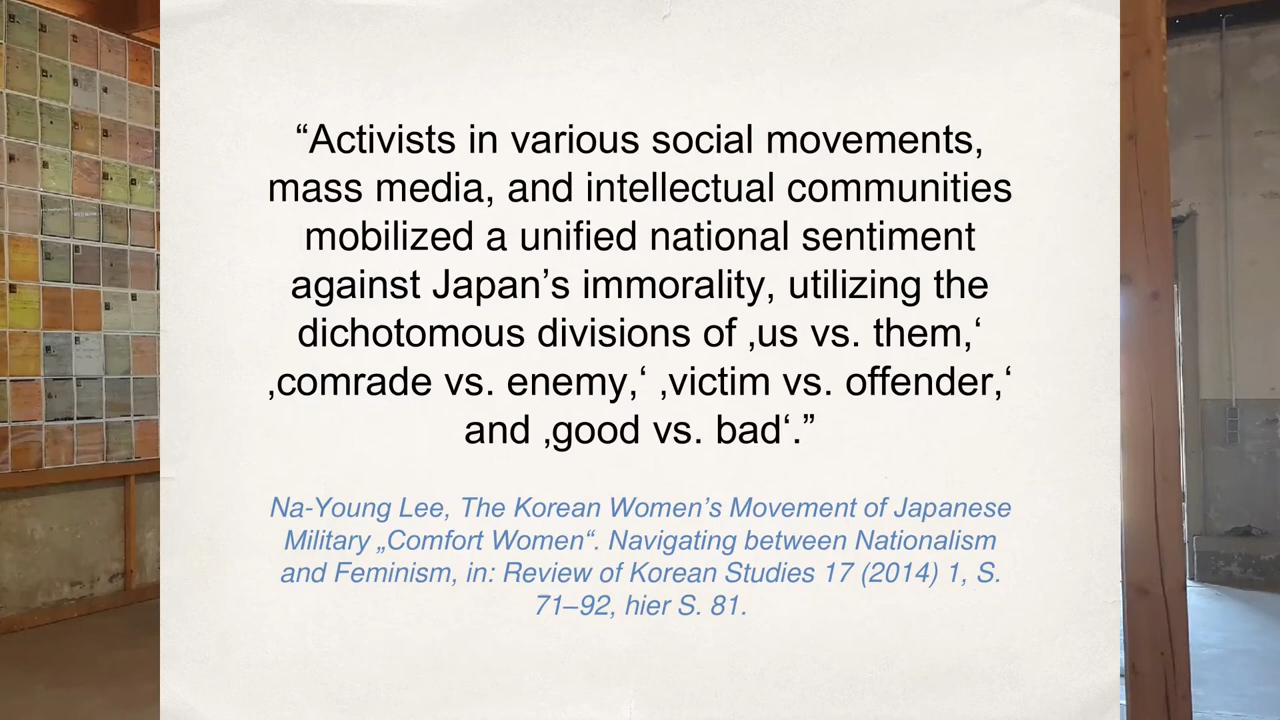 “Activists in various social movements,
mass media, and intellectual communities
mobilized a unified national sentiment
against Japan’s immorality, utilizing the
dichotomous divisions of ‚us vs. them,‘
‚comrade vs. enemy,‘ ‚victim vs. offender,‘
and ‚good vs. bad‘.”
Na-Young Lee, The Korean Women’s Movement of Japanese
Military „Comfort Women“. Navigating between Nationalism
and Feminism, in: Review of Korean Studies 17 (2014) 1, S.
71–92, hier S. 81.